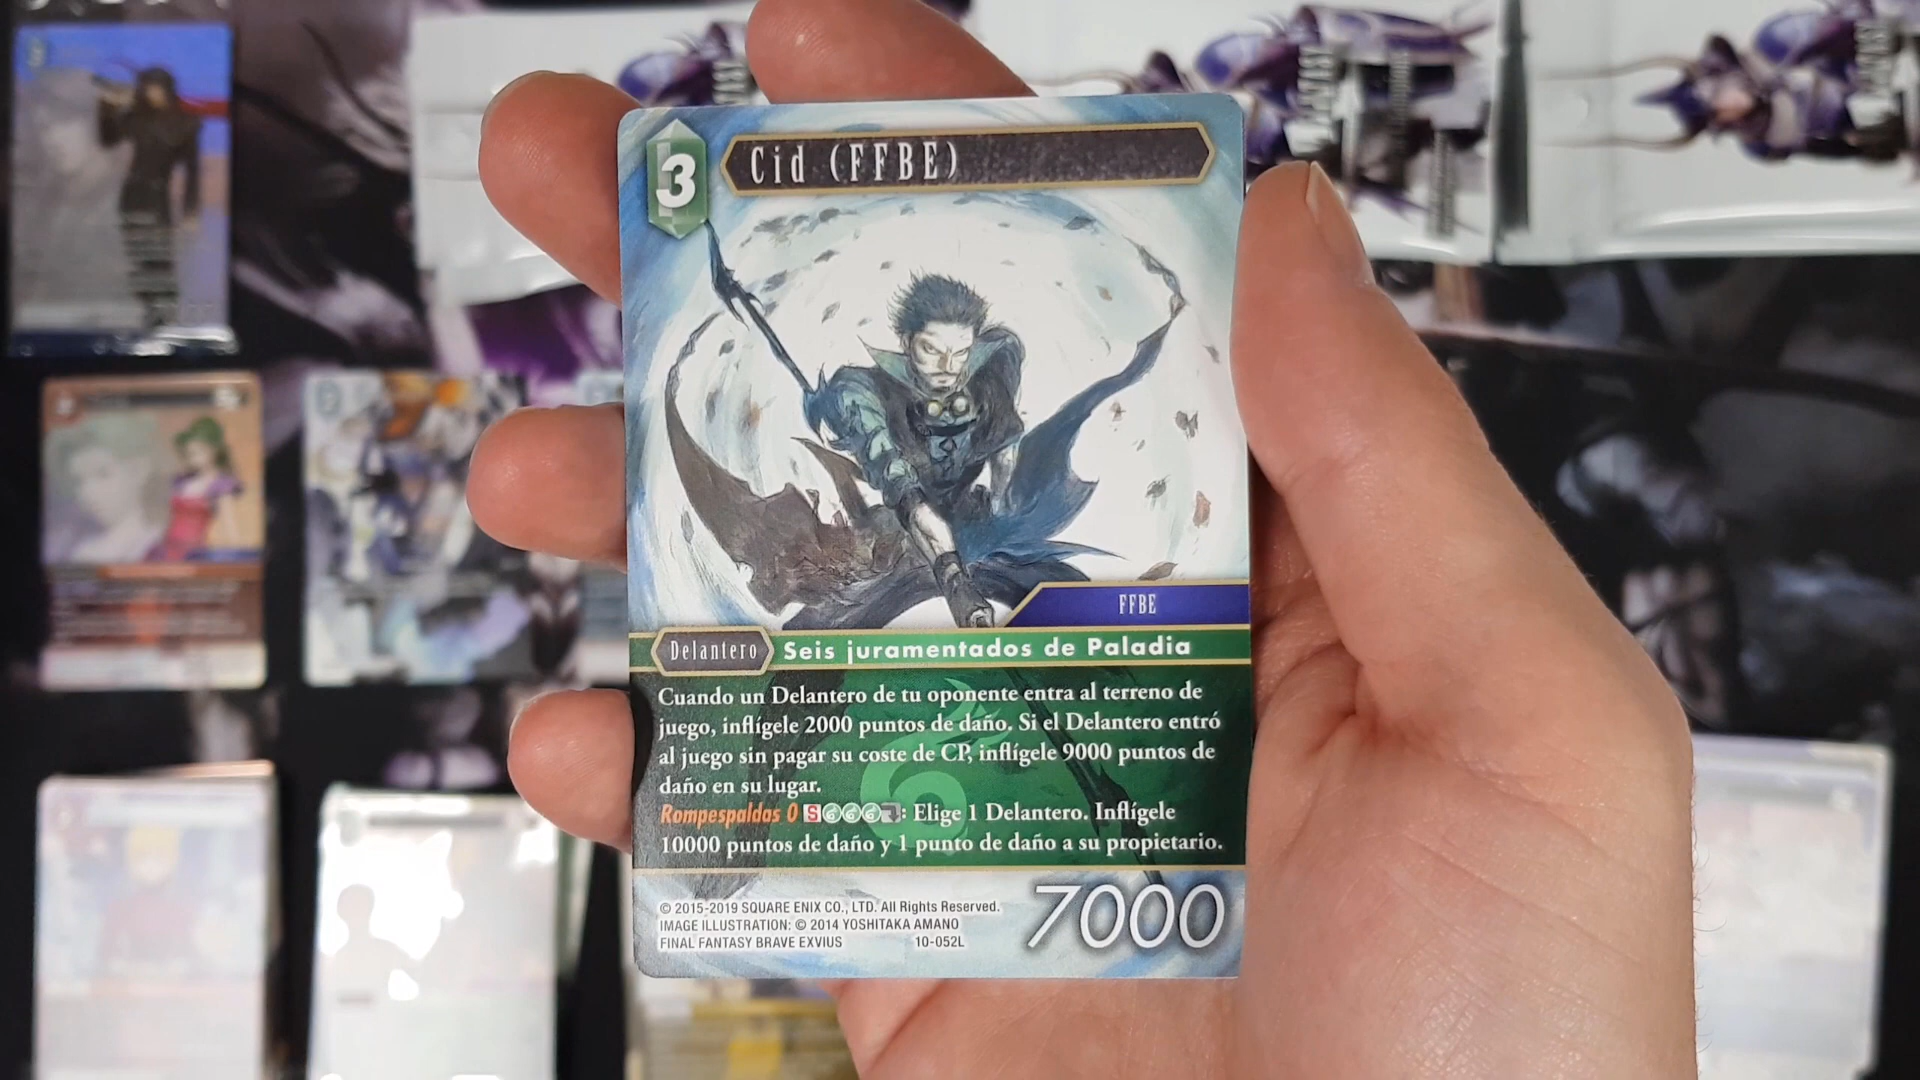 3
Cid (FFBE)
FFBE
Delantero
Seis juramentados de Paladia
Cuando un Delantero de tu oponente entra al terreno de
juego, inflígele 2000 puntos de daño. Si el Delantero entró
al juego sin pagar su coste de CP, inflígele 9000 puntos de
daño en su lugar.
Rompespaldas 0 S : Elige 1 Delantero. Inflígele
10000 puntos de daño y 1 punto de daño a su propietario.
7000
© 2015-2019 SQUARE ENIX CO., LTD. All Rights Reserved.
IMAGE ILLUSTRATION: © 2014 YOSHITAKA AMANO
FINAL FANTASY BRAVE EXVIUS 10-052L